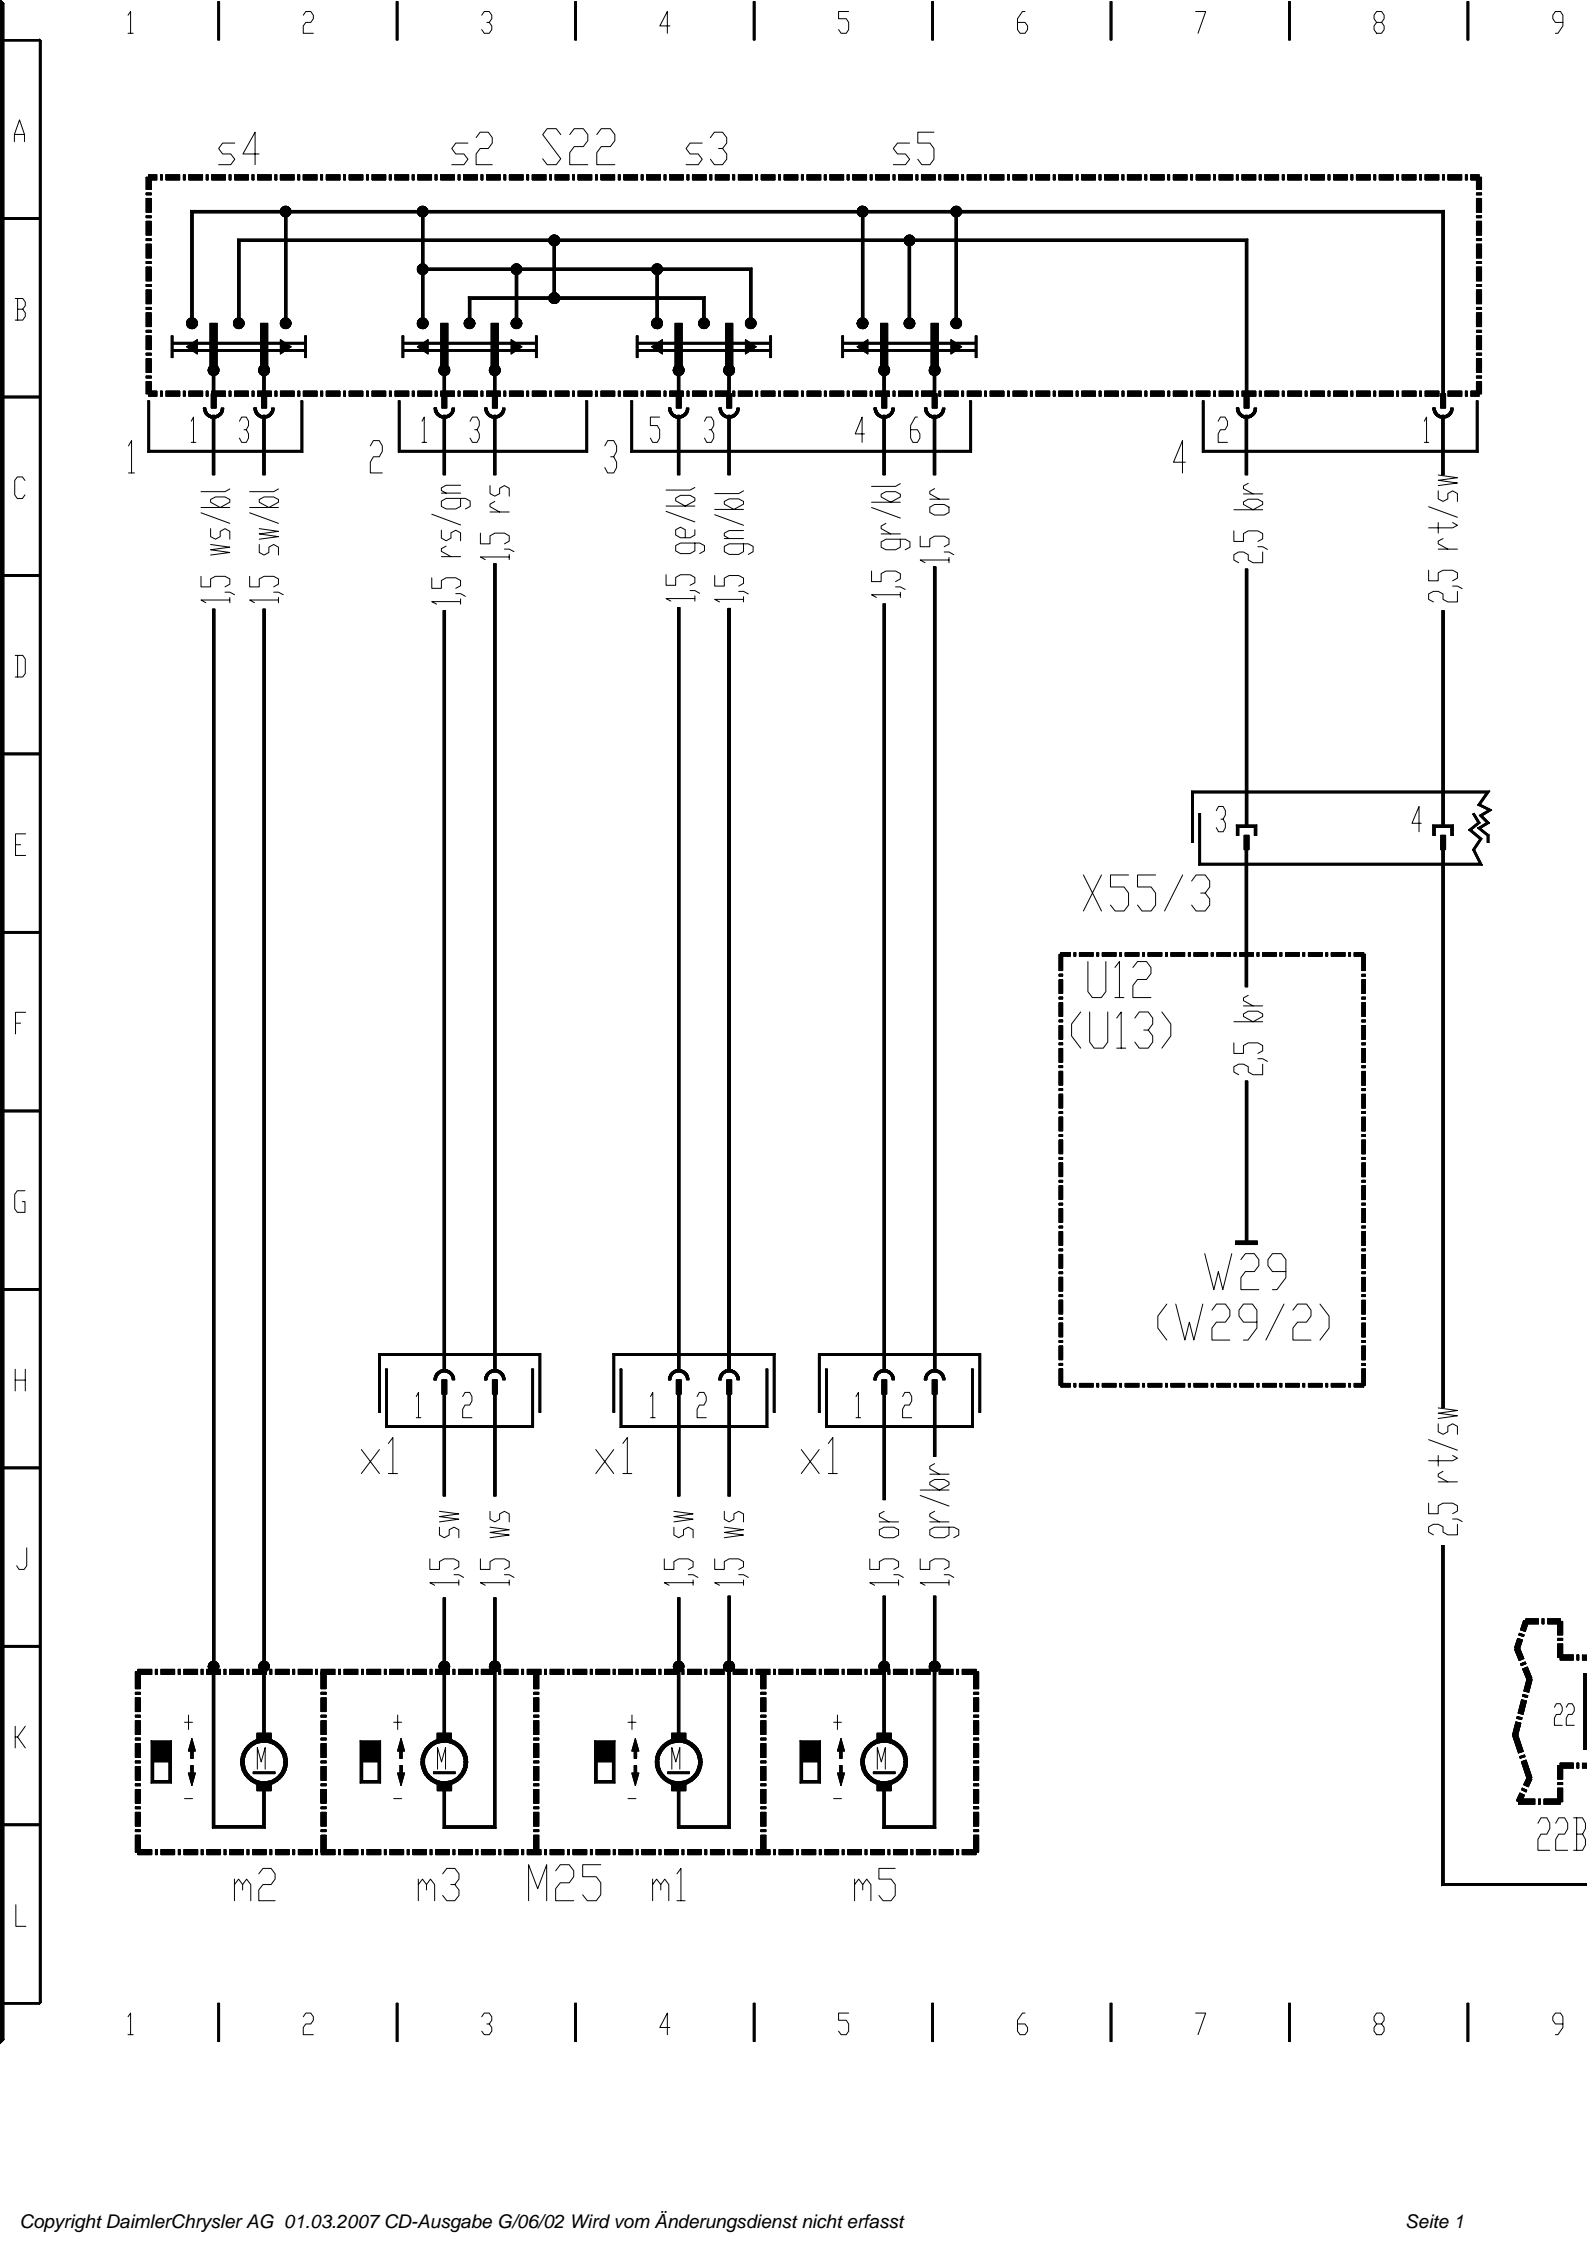 1 2 3 4 5 6 7 8 9
A
s4 s2 S22 s3 s5
B
1 3 1 3 5 3 4 6 2 1
1 2 3 4
C
1,5 ws/bl
1,5 sw/bl
1,5 rs/gn
1,5 rs
1,5 ge/bl
1,5 gn/bl
1,5 gr/bl
1,5 or
2,5 br
2,5 rt/sw
D
E
3 4
X55/3
F
U12
(U13)
2,5 br
G
W29
(W29/2)
H
1 2 1 2 1 2
x1 x1 x1
J
1,5 sw
1,5 ws
1,5 sw
1,5 ws
1,5 or
1,5 gr/br
2,5 rt/sw
K
+ + + +
M M M M
- - - -
22
22B
m2 m3 M25 m1 m5
L
1 2 3 4 5 6 7 8 9
Copyright DaimlerChrysler AG 01.03.2007 CD-Ausgabe G/06/02 Wird vom Änderungsdienst nicht erfasst Seite 1